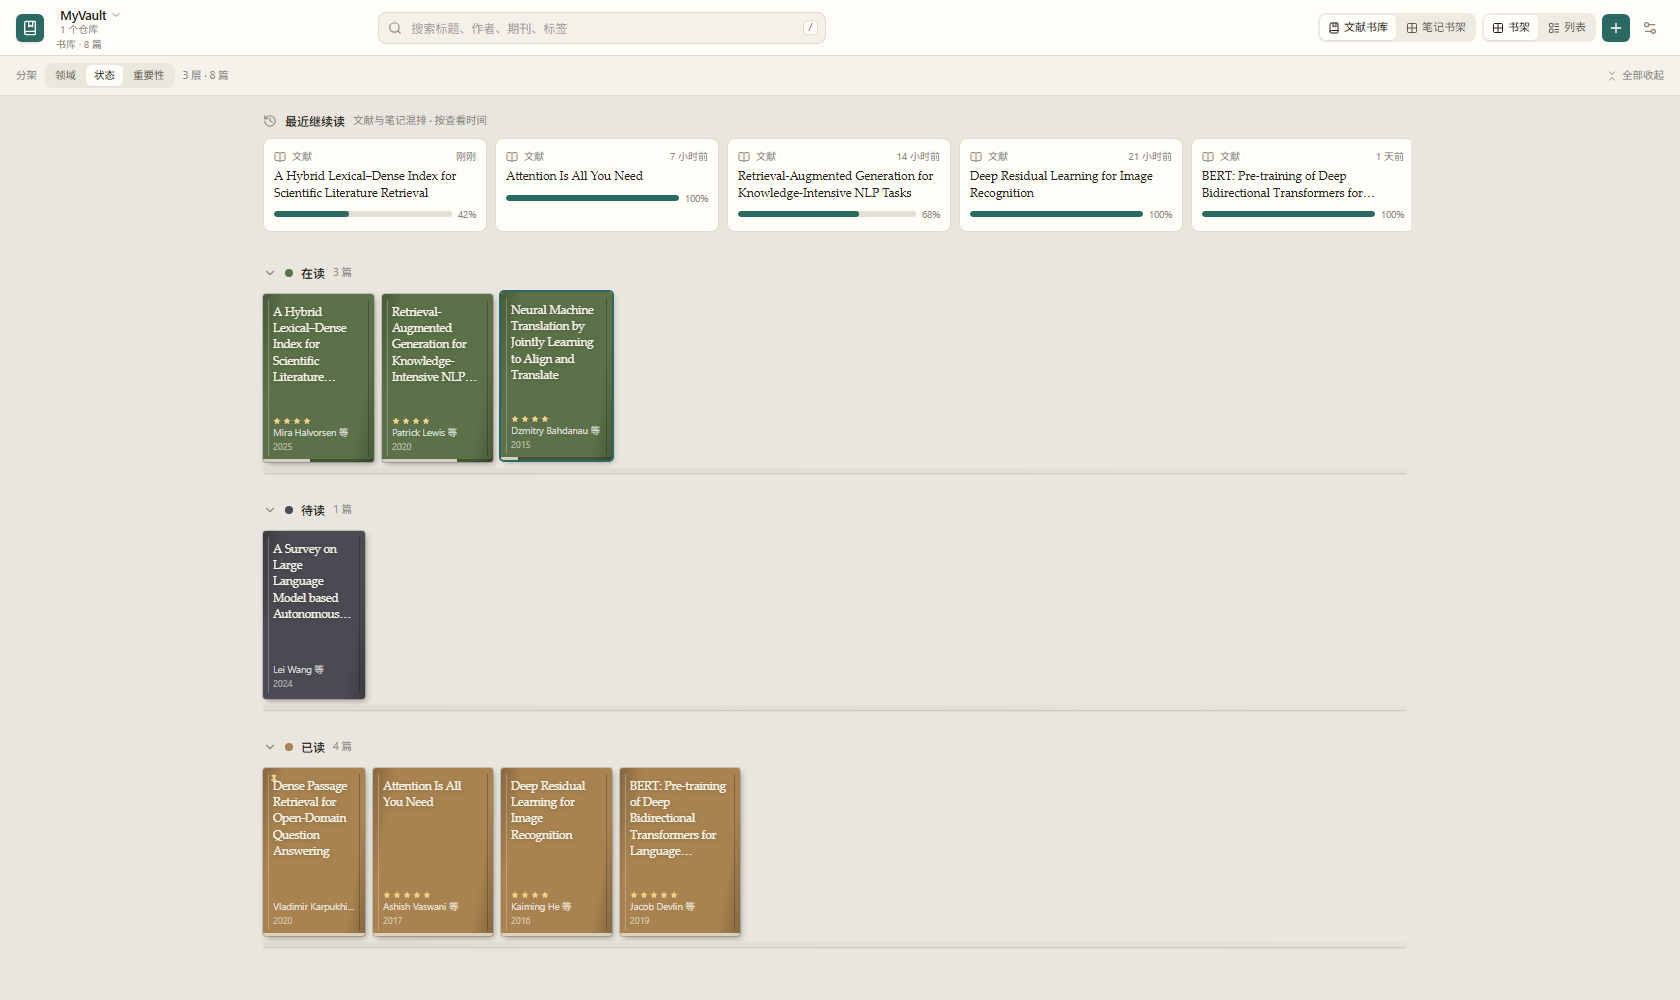 MyVault
1 个仓库
书库 · 8 篇
搜索标题、作者、期刊、标签
/
文献书库
笔记书架
书架
列表
分架
领域
状态
重要性
3 层 · 8 篇
全部收起
最近继续读
文献与笔记混排 · 按查看时间
文献
刚刚
A Hybrid Lexical–Dense Index for
Scientific Literature Retrieval
42%
文献
7 小时前
Attention Is All You Need
100%
文献
14 小时前
Retrieval-Augmented Generation for
Knowledge-Intensive NLP Tasks
68%
文献
21 小时前
Deep Residual Learning for Image
Recognition
100%
文献
1 天前
BERT: Pre-training of Deep
Bidirectional Transformers for…
100%
在读
3 篇
A Hybrid
Lexical–Dense
Index for
Scientific
Literature…
Mira Halvorsen 等
2025
Retrieval-
Augmented
Generation for
Knowledge-
Intensive NLP…
Patrick Lewis 等
2020
Neural Machine
Translation by
Jointly Learning
to Align and
Translate
Dzmitry Bahdanau 等
2015
待读
1 篇
A Survey on
Large
Language
Model based
Autonomous…
Lei Wang 等
2024
已读
4 篇
Dense Passage
Retrieval for
Open-Domain
Question
Answering
Vladimir Karpukhi…
2020
Attention Is All
You Need
Ashish Vaswani 等
2017
Deep Residual
Learning for
Image
Recognition
Kaiming He 等
2016
BERT: Pre-training
of Deep
Bidirectional
Transformers for
Language…
Jacob Devlin 等
2019